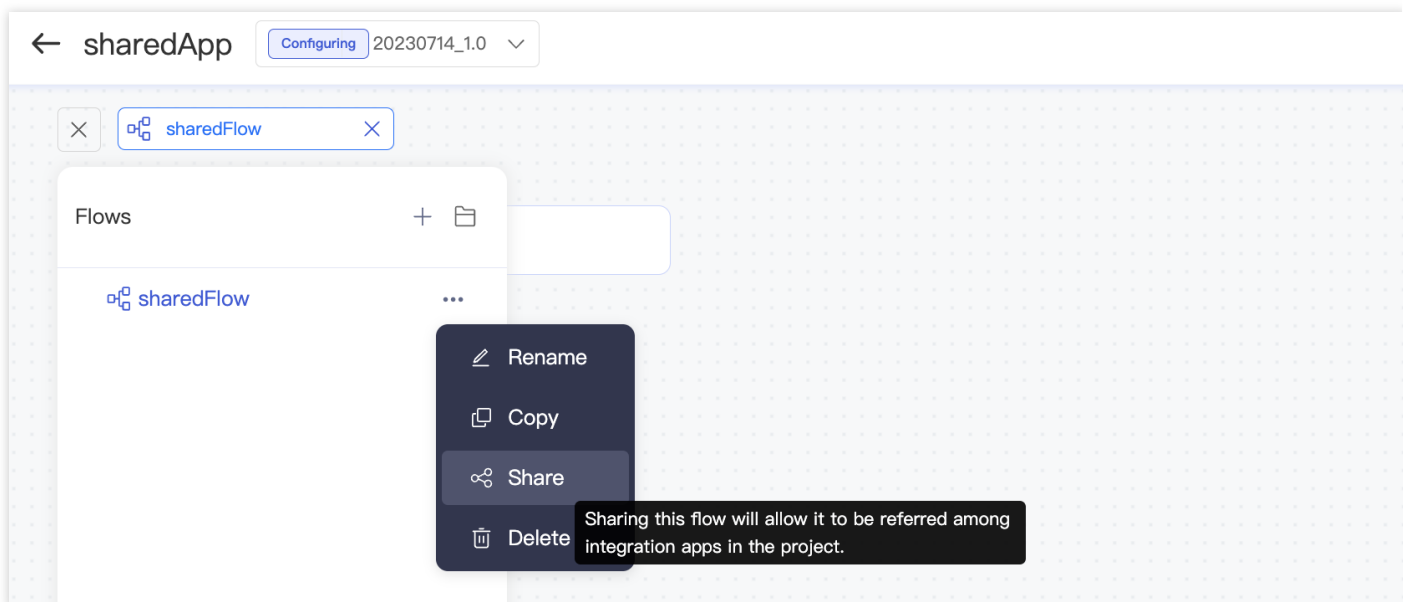 sharedApp
Configuring 20230714_1.0
sharedFlow
Flows
sharedFlow
Rename
Copy
Share
Delete
Sharing this flow will allow it to be referred among
integration apps in the project.